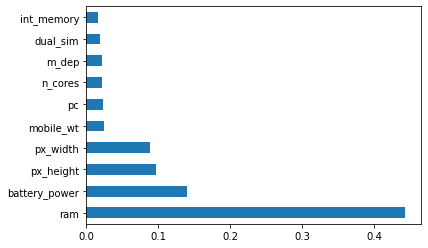 int_memory
dual_sim
m_dep
n_cores
pc
mobile_wt
px_width
px_height
battery_power
ram
0.0 0.1 0.2 0.3 0.4